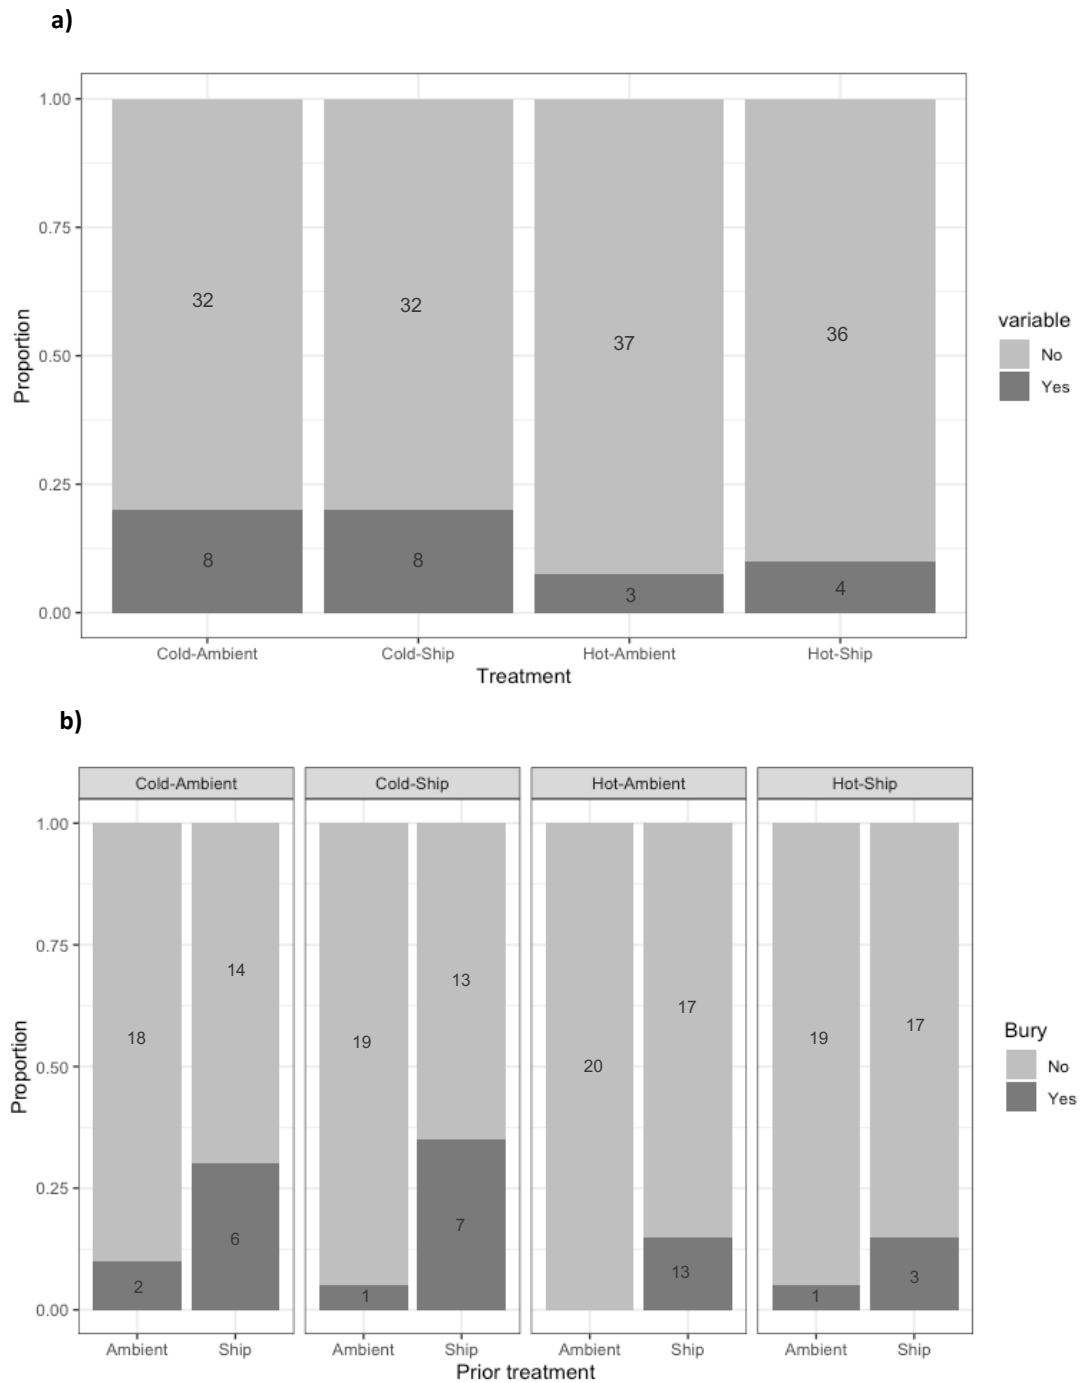 a)
1.00
0.75
0.50
0.25
0.00
Proportion
32
32
37
36
8
8
3
4
Cold-Ambient
Cold-Ship
Hot-Ambient
Hot-Ship
Treatment
variable
No
Yes
b)
Cold-Ambient
Cold-Ship
Hot-Ambient
Hot-Ship
1.00
0.75
0.50
0.25
0.00
Proportion
18
14
19
13
20
17
19
17
2
6
1
7
13
1
3
Ambient
Ship
Ambient
Ship
Ambient
Ship
Ambient
Ship
Prior treatment
Bury
No
Yes